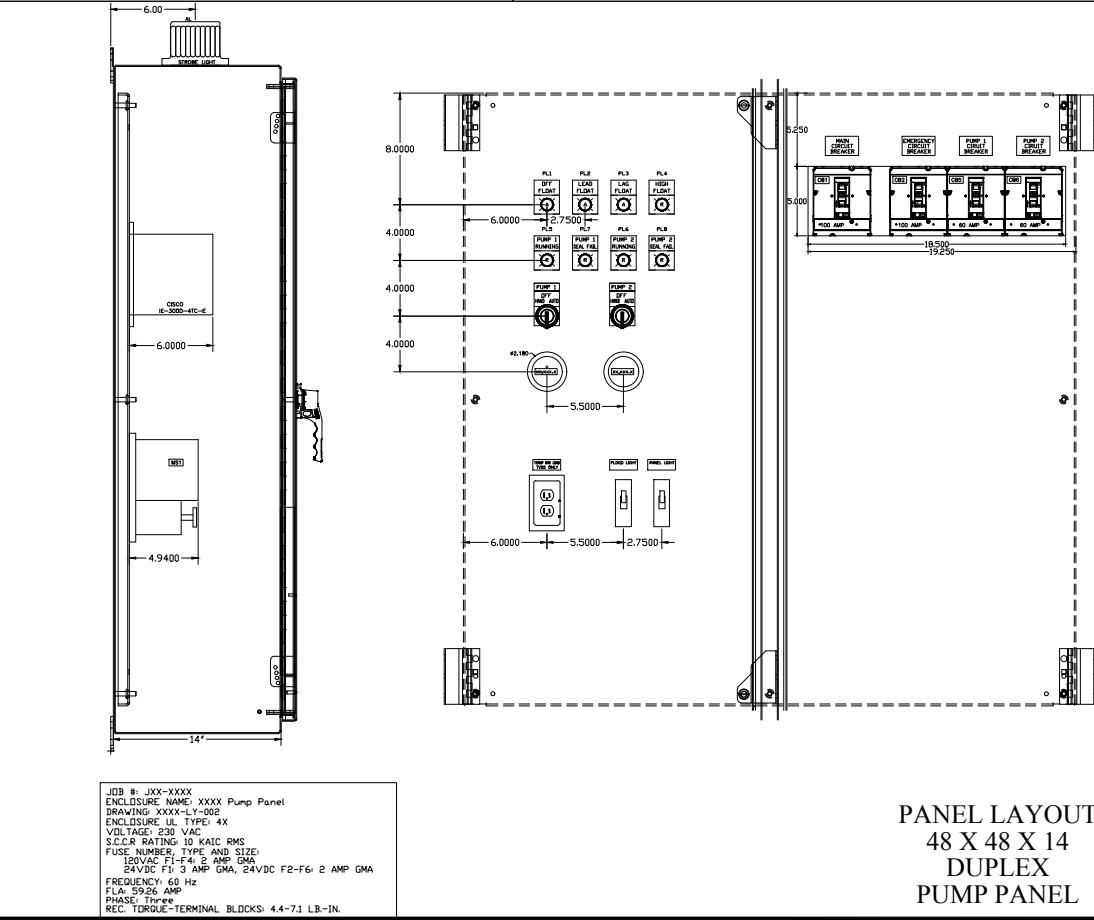 6.00
AL
STROBE LIGHT
CISCO
IE-3000-4TC-E
6.0000
MS1
4.9400
14"
8.0000
4.0000
4.0000
4.0000
PL1 PL2 PL3 PL4
OFF FLOAT
LEAD FLOAT
LAG FLOAT
HIGH FLOAT
A
6.0000 2.7500
PL5 PL7 PL6 PL8
PUMP 1 RUNNING
PUMP 1 SEAL FAIL
PUMP 2 RUNNING
PUMP 2 SEAL FAIL
R R R R
PUMP 1
OFF
HAND AUTO
PUMP 2
OFF
HAND AUTO
ø2.180
5.5000
TVSS ONLY
FLOOD LIGHT
PANEL LIGHT
6.0000 5.5000 2.7500
5.250
5.000
MAIN
CIRCUIT
BREAKER
EMERGENCY
CIRCUIT
BREAKER
PUMP 1
CIRUIT
BREAKER
PUMP 2
CIRUIT
BREAKER
CB1 CB2 CB5 CB6
100 AMP
100 AMP
60 AMP
60 AMP
18.500
19.250
JOB #: JXX-XXXX
ENCLOSURE NAME: XXXX Pump Panel
DRAWING: XXXX-LY-002
ENCLOSURE UL TYPE: 4X
VOLTAGE: 230 VAC
S.C.C.R RATING: 10 KAIC RMS
FUSE NUMBER, TYPE AND SIZE:
120VAC F1-F4: 2 AMP GMA
24VDC F1: 3 AMP GMA, 24VDC F2-F6: 2 AMP GMA
FREQUENCY: 60 Hz
FLA: 59.26 AMP
PHASE: Three
REC. TORQUE-TERMINAL BLOCKS: 4.4-7.1 LB.-IN.
PANEL LAYOUT
48 X 48 X 14
DUPLEX
PUMP PANEL